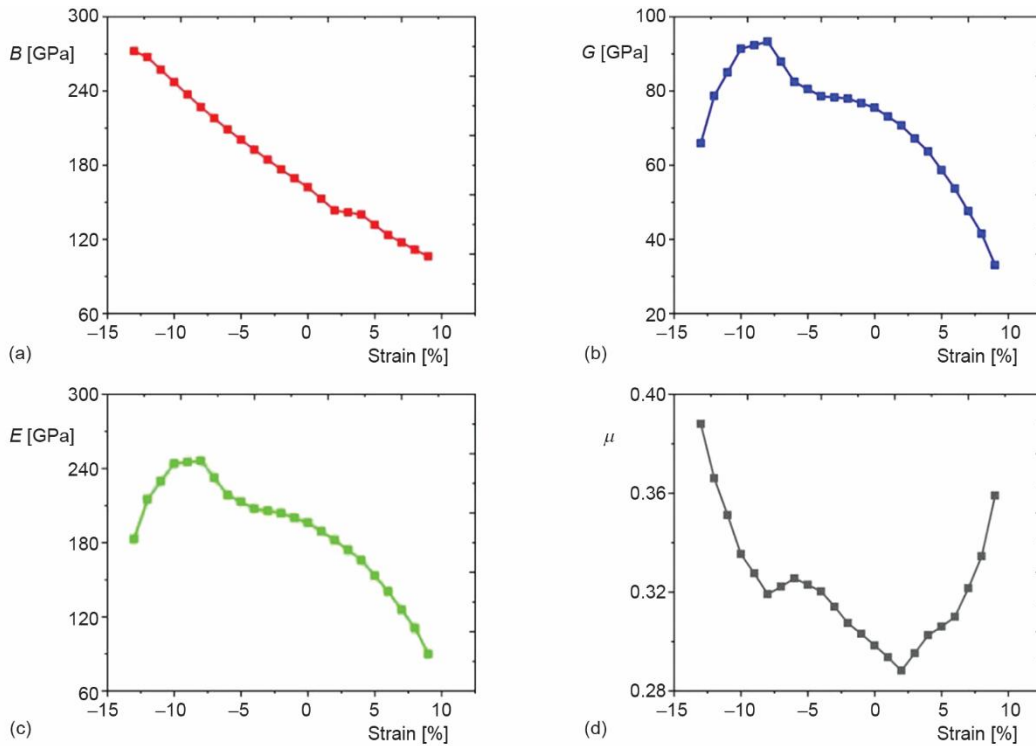 300
B [GPa]
240
180
120
60
–15 –10 –5 0 5 10
Strain [%]
(a)
100
G [GPa]
80
60
40
20
–15 –10 –5 0 5 10
Strain [%]
(b)
300
E [GPa]
240
180
120
60
–15 –10 –5 0 5 10
Strain [%]
(c)
0.40
μ
0.36
0.32
0.28
–15 –10 –5 0 5 10
Strain [%]
(d)